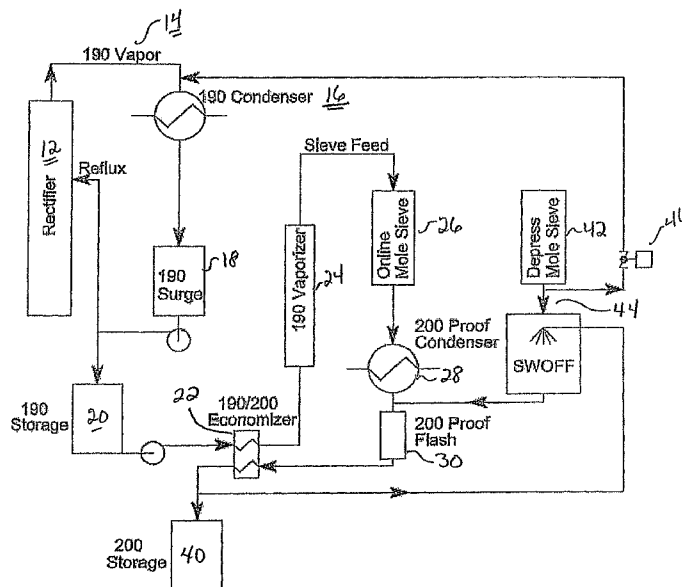 14
190 Vapor
190 Condenser 16
Rectifier 12
Reflux
Sieve Feed
190 Surge
18
190 Vaporizer
24
Online
Mole Sieve
26
Depress
Mole Sieve
42
44
SWOFF
200 Proof
Condenser
28
190
Storage
20
22
190/200
Economizer
200 Proof
Flash
30
200
Storage
40